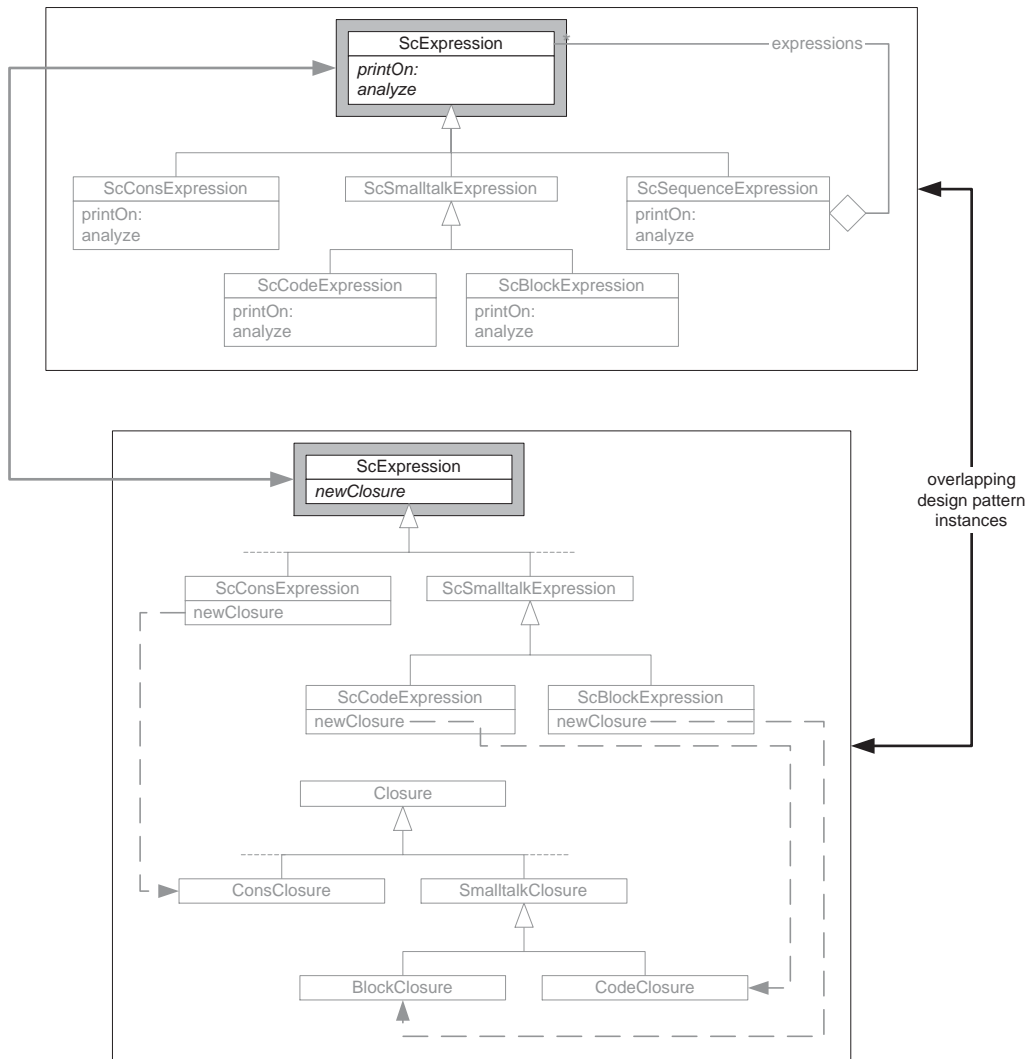 ScExpression
expressions
printOn:
analyze
ScConsExpression
ScSmalltalkExpression
ScSequenceExpression
printOn:
analyze
printOn:
analyze
ScCodeExpression
ScBlockExpression
printOn:
analyze
printOn:
analyze
overlapping
design pattern
instances
ScExpression
newClosure
ScConsExpression
ScSmalltalkExpression
newClosure
ScCodeExpression
ScBlockExpression
newClosure
newClosure
Closure
ConsClosure
SmalltalkClosure
BlockClosure
CodeClosure